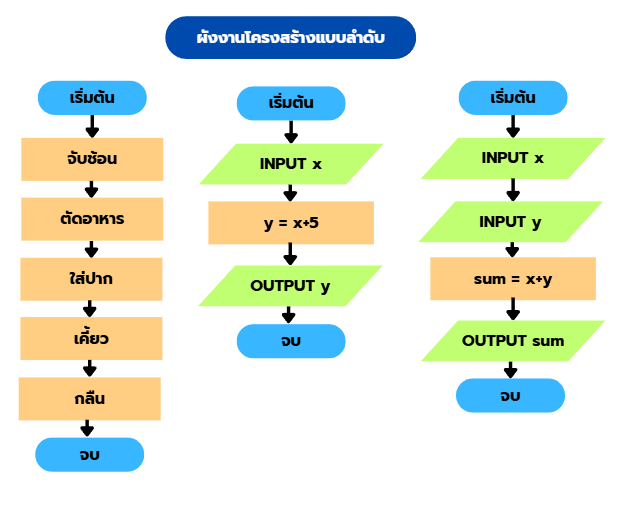 ผังงานโครงสร้างแบบลำดับ
เริ่มต้น
จับช้อน
ตัดอาหาร
ใส่ปาก
เคี้ยว
กลืน
จบ
เริ่มต้น
INPUT x
y = x+5
OUTPUT y
จบ
เริ่มต้น
INPUT x
INPUT y
sum = x+y
OUTPUT sum
จบ